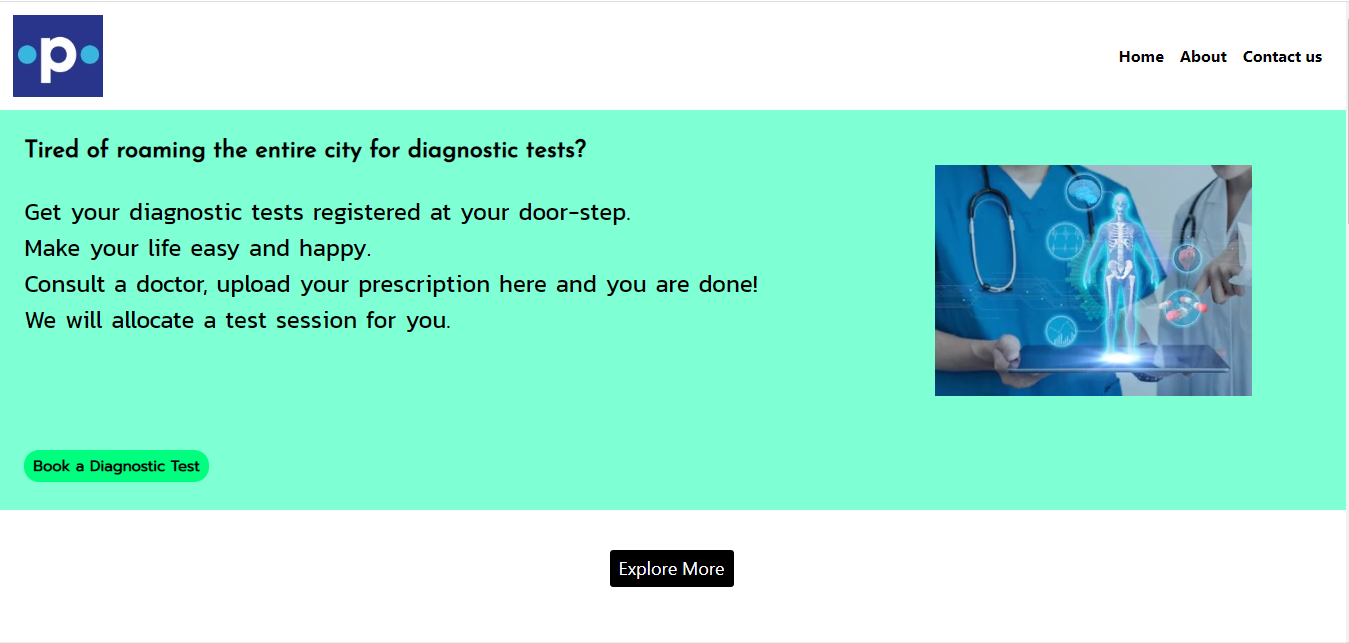 p
Home About Contact us
Tired of roaming the entire city for diagnostic tests?
Get your diagnostic tests registered at your door-step.
Make your life easy and happy.
Consult a doctor, upload your prescription here and you are done!
We will allocate a test session for you.
Book a Diagnostic Test
Explore More